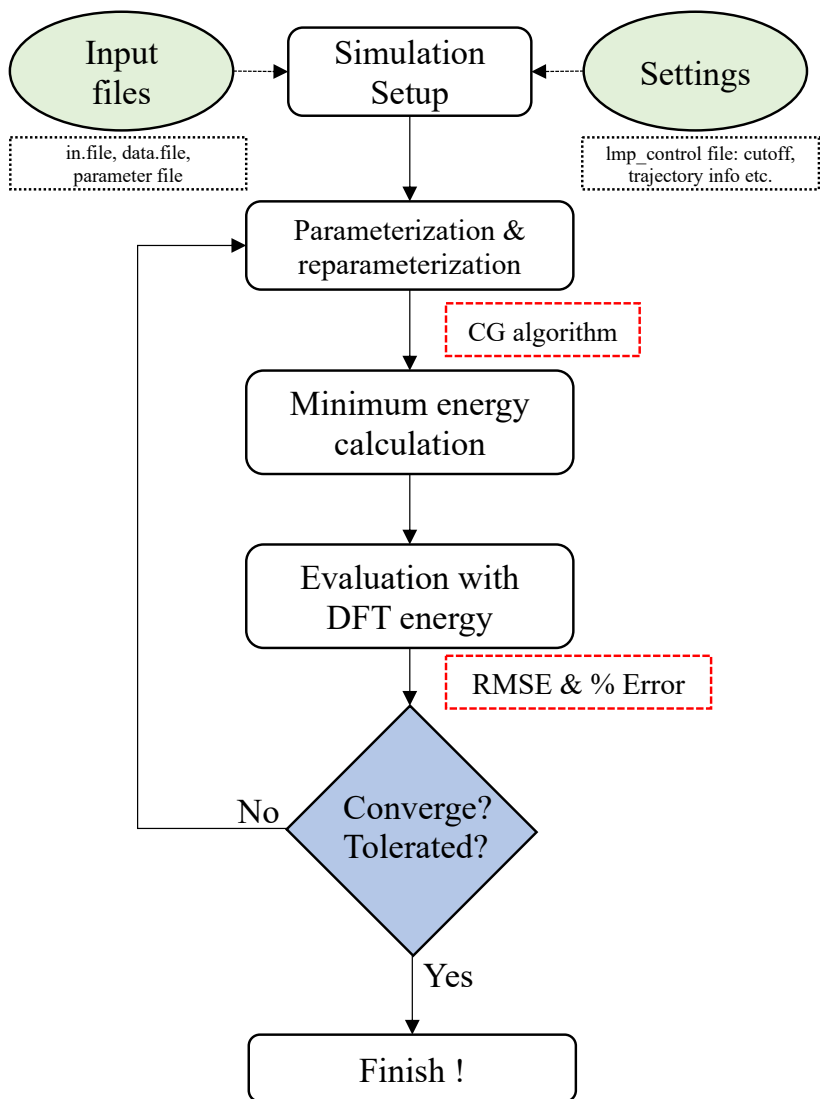 Input
files
Simulation
Setup
Settings
in.file, data.file,
parameter file
lmp_control file: cutoff,
trajectory info etc.
Parameterization &
reparameterization
CG algorithm
Minimum energy
calculation
Evaluation with
DFT energy
RMSE & % Error
No
Converge?
Tolerated?
Yes
Finish !